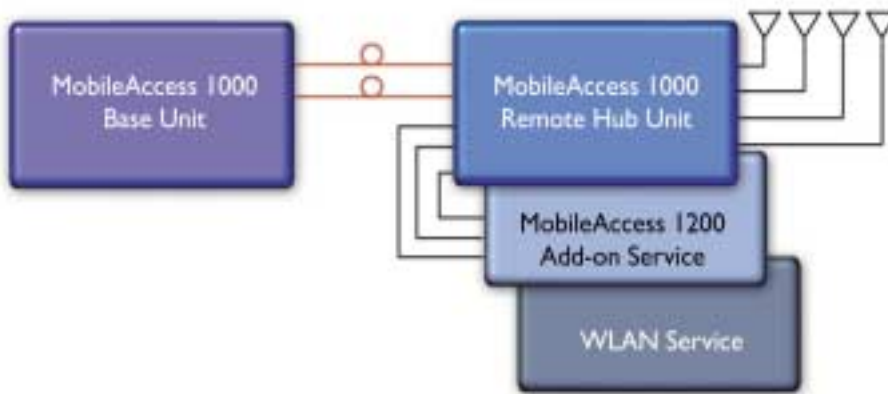 MobileAccess 1000
Base Unit
MobileAccess 1000
Remote Hub Unit
MobileAccess 1200
Add-on Service
WLAN Service